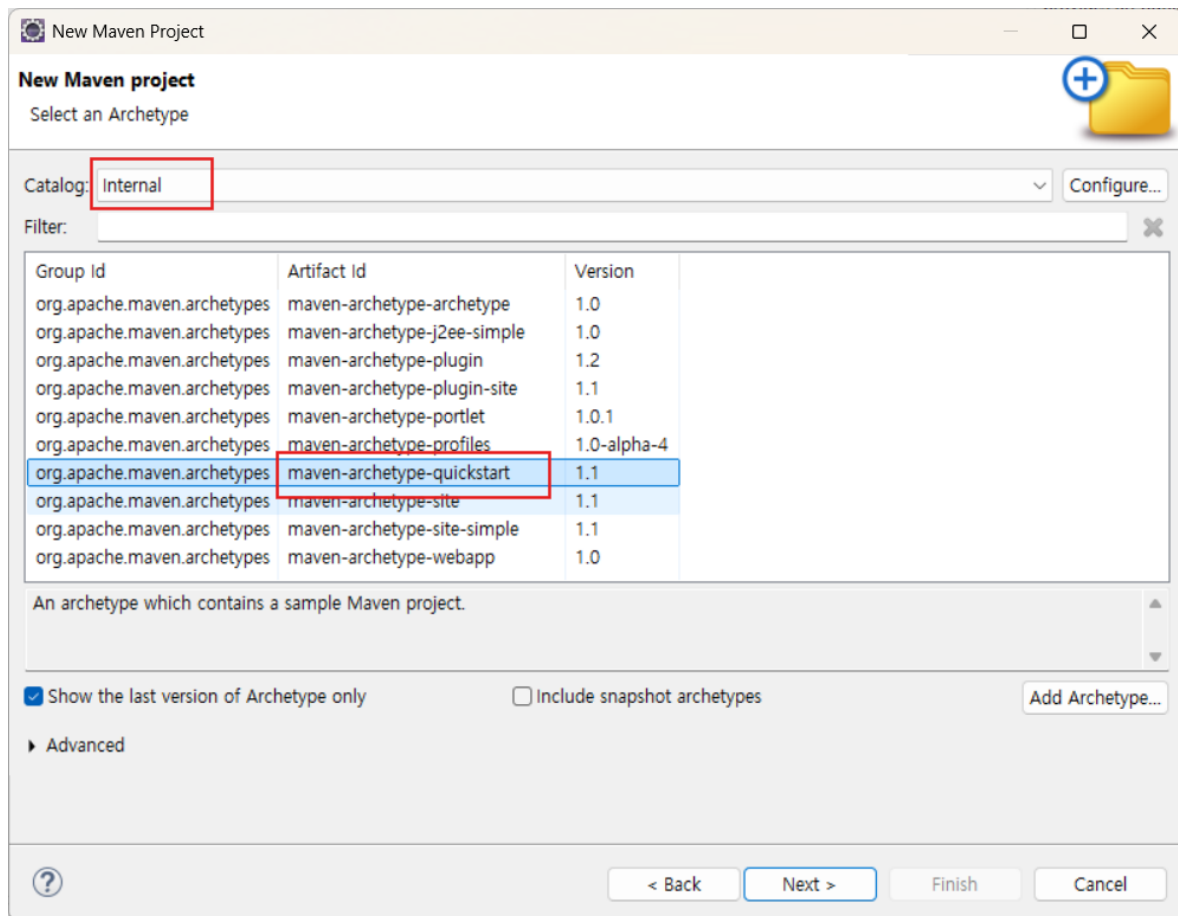 New Maven Project
New Maven project
Select an Archetype
Catalog: Internal Configure...
Filter:
Group Id Artifact Id Version
org.apache.maven.archetypes maven-archetype-archetype 1.0
org.apache.maven.archetypes maven-archetype-j2ee-simple 1.0
org.apache.maven.archetypes maven-archetype-plugin 1.2
org.apache.maven.archetypes maven-archetype-plugin-site 1.1
org.apache.maven.archetypes maven-archetype-portlet 1.0.1
org.apache.maven.archetypes maven-archetype-profiles 1.0-alpha-4
org.apache.maven.archetypes maven-archetype-quickstart 1.1
org.apache.maven.archetypes maven-archetype-site 1.1
org.apache.maven.archetypes maven-archetype-site-simple 1.1
org.apache.maven.archetypes maven-archetype-webapp 1.0
An archetype which contains a sample Maven project.
Show the last version of Archetype only Include snapshot archetypes Add Archetype...
Advanced
? < Back Next > Finish Cancel